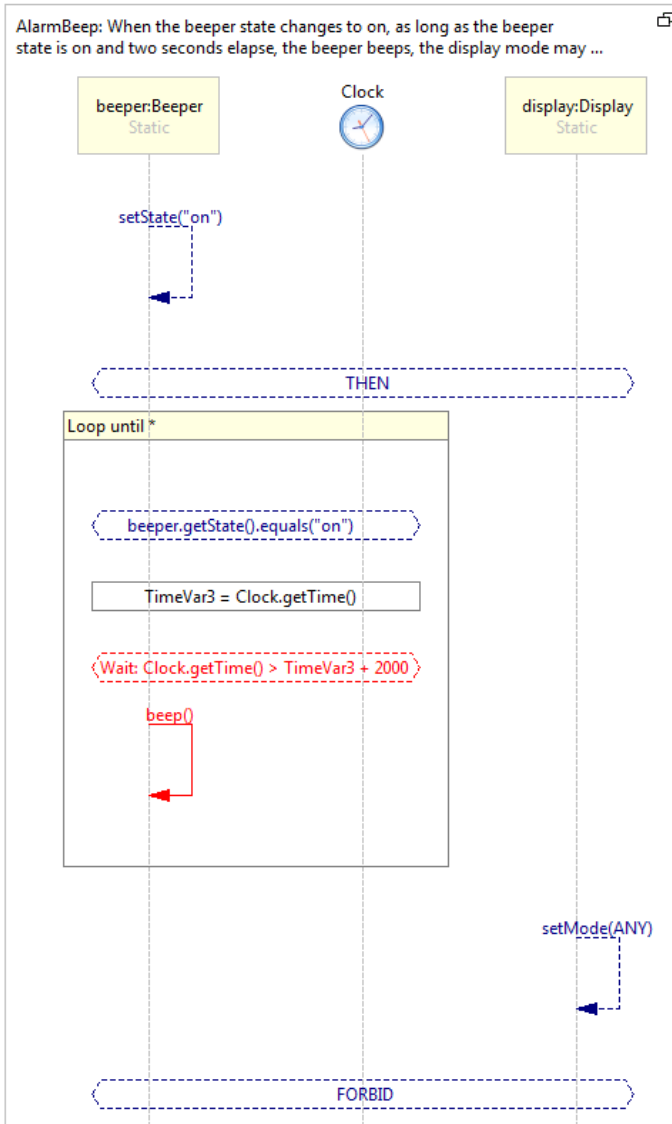 AlarmBeep: When the beeper state changes to on, as long as the beeper
state is on and two seconds elapse, the beeper beeps, the display mode may ...
Clock
beeper:Beeper
Static
display:Display
Static
setState("on")
THEN
Loop until *
beeper.getState().equals("on")
TimeVar3 = Clock.getTime()
Wait: Clock.getTime() > TimeVar3 + 2000
beep()
setMode(ANY)
FORBID